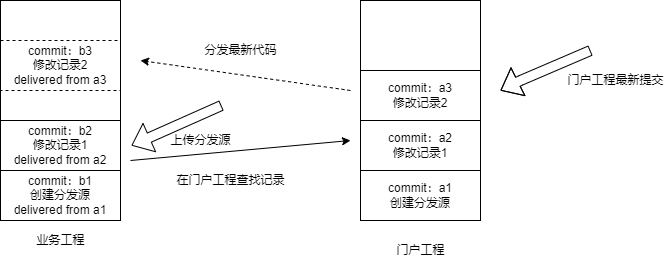 commit：b3
修改记录2
delivered from a3
commit：b2
修改记录1
delivered from a2
commit：b1
创建分发源
delivered from a1
业务工程
分发最新代码
上传分发源
在门户工程查找记录
commit：a3
修改记录2
commit：a2
修改记录1
commit：a1
创建分发源
门户工程
门户工程最新提交